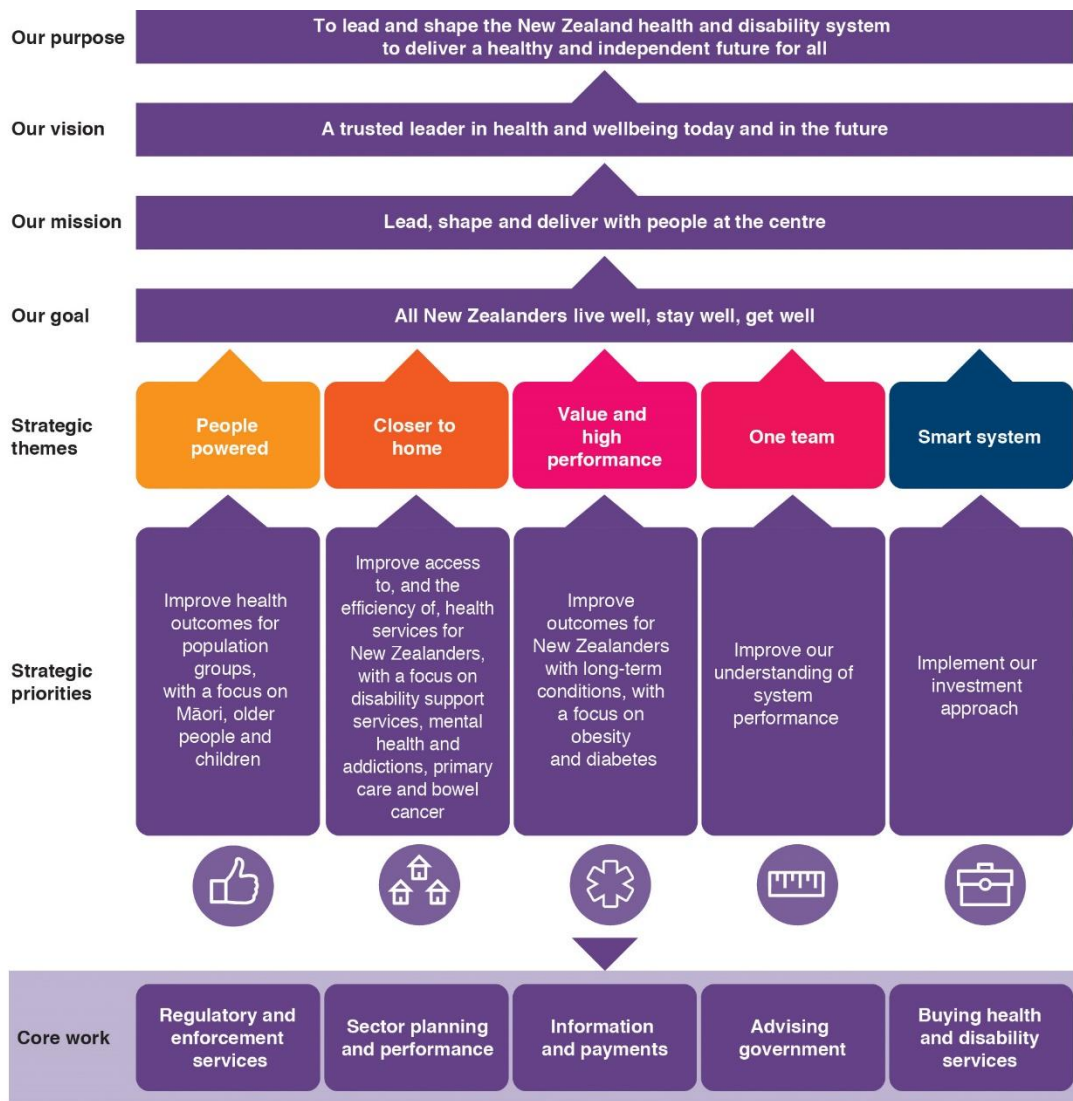 Our purpose
To lead and shape the New Zealand health and disability system
to deliver a healthy and independent future for all
Our vision
A trusted leader in health and wellbeing today and in the future
Our mission
Lead, shape and deliver with people at the centre
Our goal
All New Zealanders live well, stay well, get well
Strategic
themes
People
powered
Closer to
home
Value and
high
performance
One team
Smart system
Strategic
priorities
Improve health
outcomes for
population
groups,
with a focus on
Māori, older
people and
children
Improve access
to, and the
efficiency of, health
services for
New Zealanders,
with a focus on
disability support
services, mental
health and
addictions, primary
care and bowel
cancer
Improve
outcomes for
New Zealanders
with long-term
conditions, with
a focus on
obesity
and diabetes
Improve our
understanding of
system
performance
Implement our
investment
approach
Core work
Regulatory and
enforcement
services
Sector planning
and performance
Information
and payments
Advising
government
Buying health
and disability
services